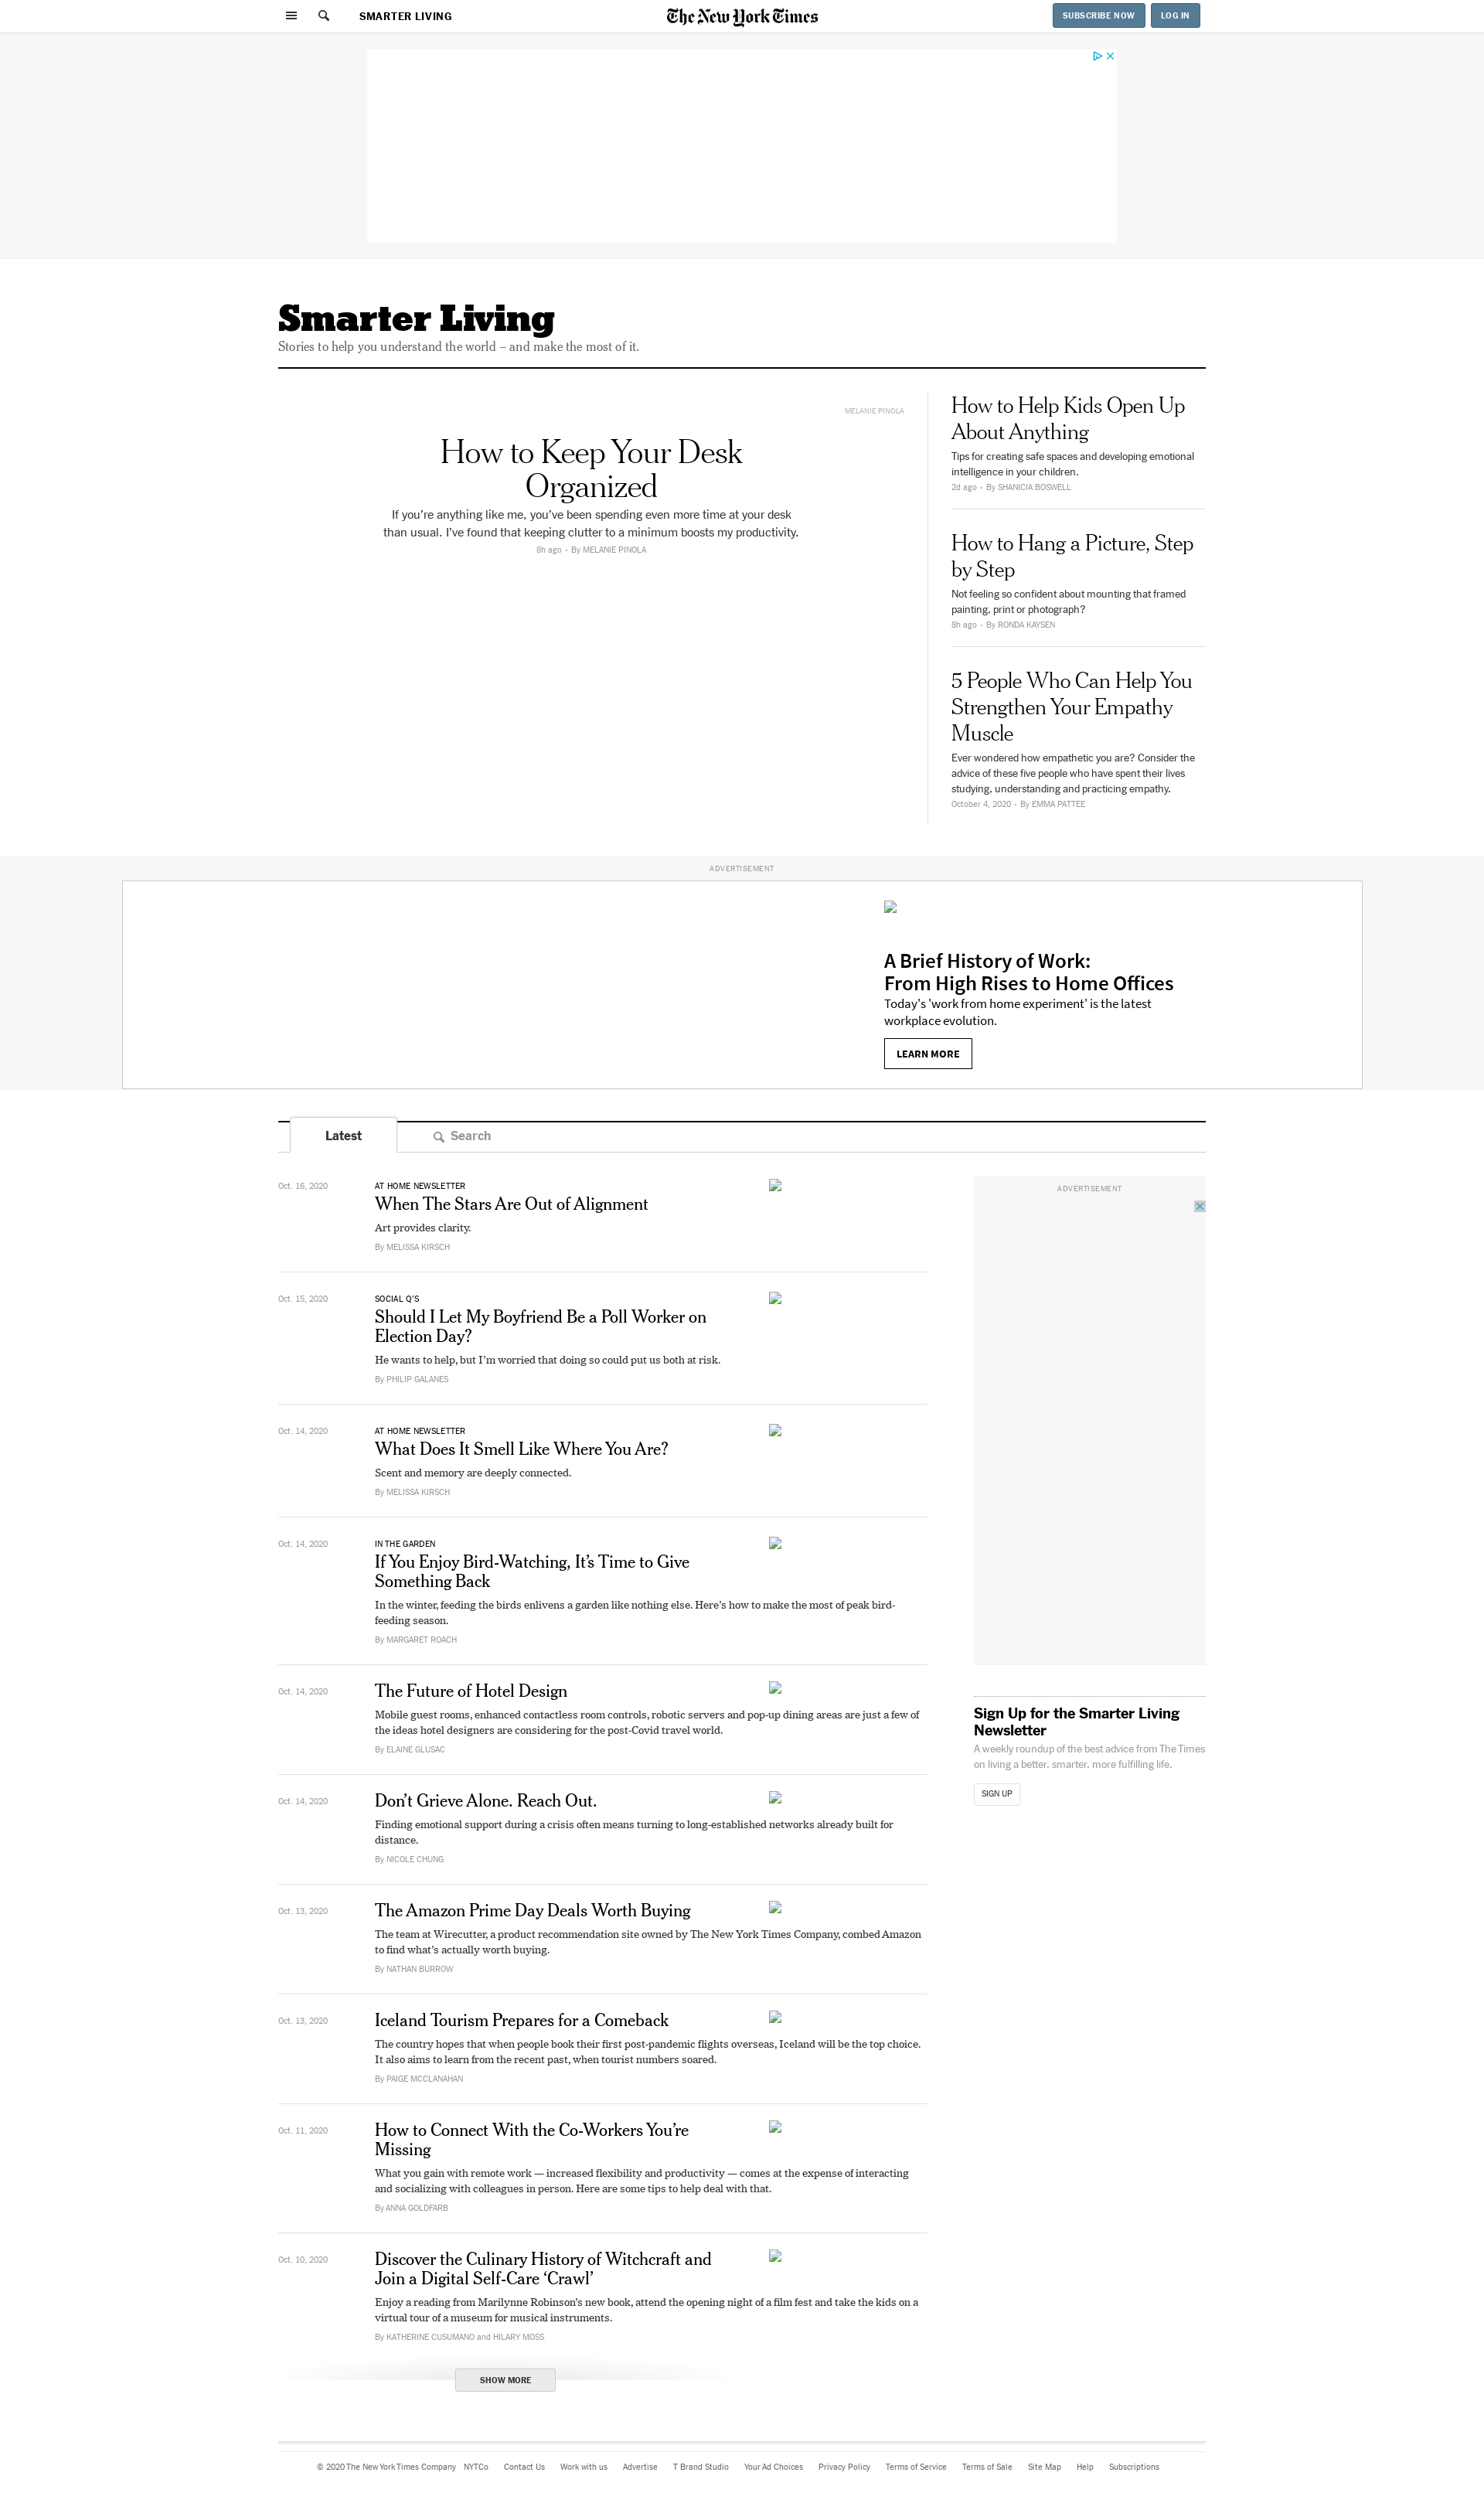 SMARTER LIVING
The New York Times
SUBSCRIBE NOW
LOG IN
Smarter Living
Stories to help you understand the world – and make the most of it.
MELANIE PINOLA
How to Keep Your Desk
Organized
If you’re anything like me, you’ve been spending even more time at your desk
than usual. I’ve found that keeping clutter to a minimum boosts my productivity.
8h ago • By MELANIE PINOLA
How to Help Kids Open Up
About Anything
Tips for creating safe spaces and developing emotional
intelligence in your children.
2d ago • By SHANICIA BOSWELL
How to Hang a Picture, Step
by Step
Not feeling so confident about mounting that framed
painting, print or photograph?
8h ago • By RONDA KAYSEN
5 People Who Can Help You
Strengthen Your Empathy
Muscle
Ever wondered how empathetic you are? Consider the
advice of these five people who have spent their lives
studying, understanding and practicing empathy.
October 4, 2020 • By EMMA PATTEE
ADVERTISEMENT
A Brief History of Work:
From High Rises to Home Offices
Today's 'work from home experiment' is the latest
workplace evolution.
LEARN MORE
Latest
Search
Oct. 16, 2020
AT HOME NEWSLETTER
When The Stars Are Out of Alignment
Art provides clarity.
By MELISSA KIRSCH
Oct. 15, 2020
SOCIAL Q’S
Should I Let My Boyfriend Be a Poll Worker on
Election Day?
He wants to help, but I’m worried that doing so could put us both at risk.
By PHILIP GALANES
Oct. 14, 2020
AT HOME NEWSLETTER
What Does It Smell Like Where You Are?
Scent and memory are deeply connected.
By MELISSA KIRSCH
Oct. 14, 2020
IN THE GARDEN
If You Enjoy Bird-Watching, It’s Time to Give
Something Back
In the winter, feeding the birds enlivens a garden like nothing else. Here’s how to make the most of peak bird-
feeding season.
By MARGARET ROACH
Oct. 14, 2020
The Future of Hotel Design
Mobile guest rooms, enhanced contactless room controls, robotic servers and pop-up dining areas are just a few of
the ideas hotel designers are considering for the post-Covid travel world.
By ELAINE GLUSAC
Oct. 14, 2020
Don’t Grieve Alone. Reach Out.
Finding emotional support during a crisis often means turning to long-established networks already built for
distance.
By NICOLE CHUNG
Oct. 13, 2020
The Amazon Prime Day Deals Worth Buying
The team at Wirecutter, a product recommendation site owned by The New York Times Company, combed Amazon
to find what’s actually worth buying.
By NATHAN BURROW
Oct. 13, 2020
Iceland Tourism Prepares for a Comeback
The country hopes that when people book their first post-pandemic flights overseas, Iceland will be the top choice.
It also aims to learn from the recent past, when tourist numbers soared.
By PAIGE MCCLANAHAN
Oct. 11, 2020
How to Connect With the Co-Workers You’re
Missing
What you gain with remote work — increased flexibility and productivity — comes at the expense of interacting
and socializing with colleagues in person. Here are some tips to help deal with that.
By ANNA GOLDFARB
Oct. 10, 2020
Discover the Culinary History of Witchcraft and
Join a Digital Self-Care ‘Crawl’
Enjoy a reading from Marilynne Robinson’s new book, attend the opening night of a film fest and take the kids on a
virtual tour of a museum for musical instruments.
By KATHERINE CUSUMANO and HILARY MOSS
SHOW MORE
ADVERTISEMENT
Sign Up for the Smarter Living
Newsletter
A weekly roundup of the best advice from The Times
on living a better, smarter, more fulfilling life.
SIGN UP
© 2020 The New York Times Company NYTCo Contact Us Work with us Advertise T Brand Studio Your Ad Choices Privacy Policy Terms of Service Terms of Sale Site Map Help Subscriptions